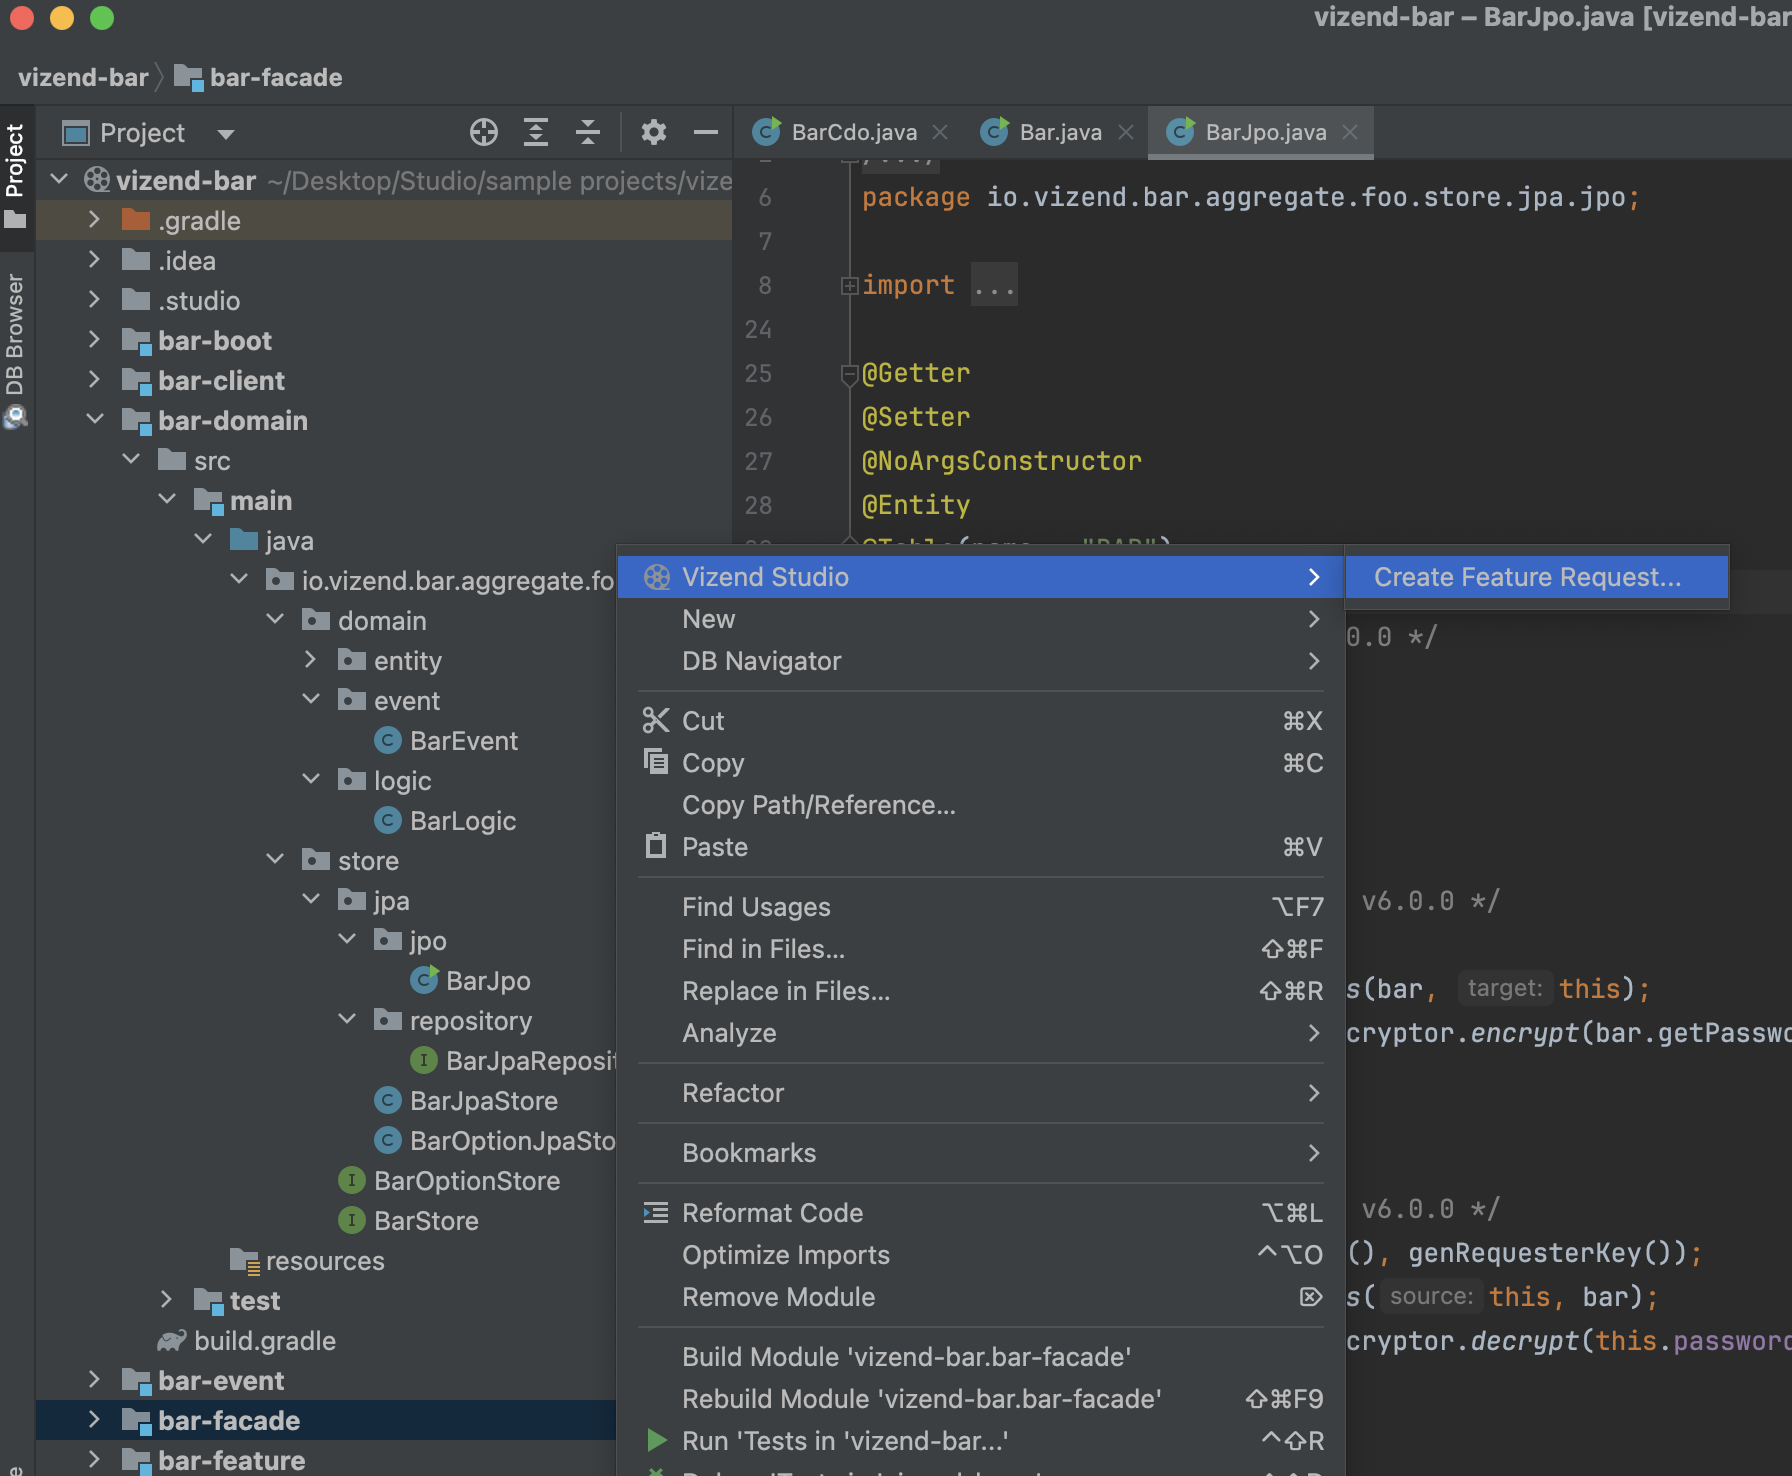 vizend-bar – BarJpo.java [vizend-bar
vizend-bar
bar-facade
Project
DB Browser
Project
vizend-bar ~/Desktop/Studio/sample projects/vize
.gradle
.idea
.studio
bar-boot
bar-client
bar-domain
src
main
java
io.vizend.bar.aggregate.fo
domain
entity
event
BarEvent
logic
BarLogic
store
jpa
jpo
BarJpo
repository
BarJpaReposit
BarJpaStore
BarOptionJpaSto
BarOptionStore
BarStore
resources
test
build.gradle
bar-event
bar-facade
bar-feature
BarCdo.java
Bar.java
BarJpo.java
6 package io.vizend.bar.aggregate.foo.store.jpa.jpo;
7
8 import ...
24
25 @Getter
26 @Setter
27 @NoArgsConstructor
28 @Entity
0.0 */
v6.0.0 */
s(bar, target: this);
cryptor.encrypt(bar.getPasswo
v6.0.0 */
(), genRequesterKey());
s( source: this, bar);
cryptor.decrypt(this.password
Vizend Studio
New
DB Navigator
Cut ⌘X
Copy ⌘C
Copy Path/Reference...
Paste ⌘V
Find Usages ⌥F7
Find in Files... ⇧⌘F
Replace in Files... ⇧⌘R
Analyze
Refactor
Bookmarks
Reformat Code ⌥⌘L
Optimize Imports ^⌥O
Remove Module ⌦
Build Module 'vizend-bar.bar-facade'
Rebuild Module 'vizend-bar.bar-facade' ⇧⌘F9
Run 'Tests in 'vizend-bar...' ^⇧R
Create Feature Request...